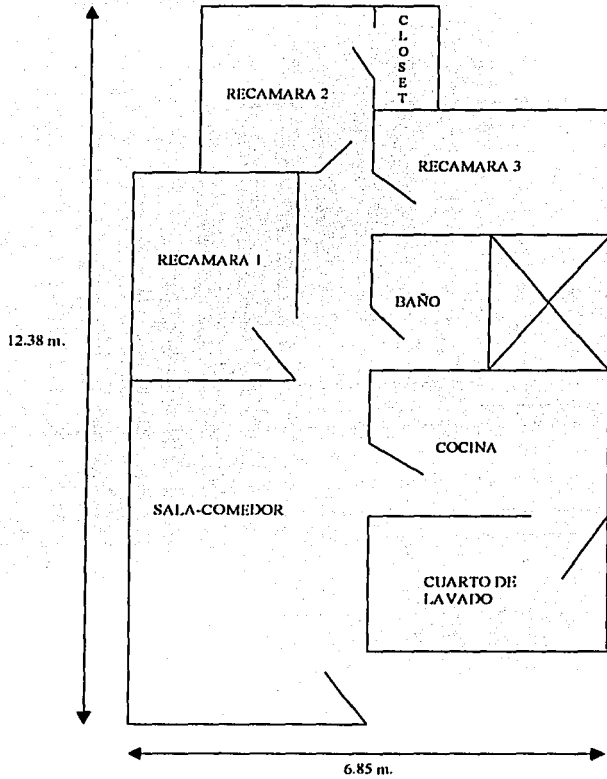 C
L
O
S
E
T
RECAMARA 2
RECAMARA 3
RECAMARA 1
BAÑO
12.38 m.
COCINA
SALA-COMEDOR
CUARTO DE
LAVADO
6.85 m.